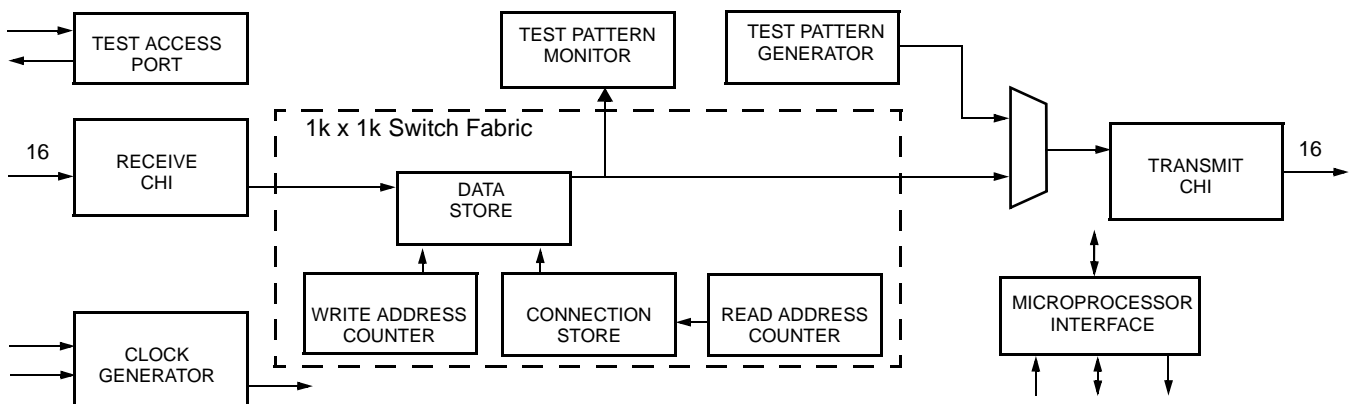 TEST ACCESS
PORT
TEST PATTERN
MONITOR
TEST PATTERN
GENERATOR
1k x 1k Switch Fabric
16
RECEIVE
CHI
DATA
STORE
TRANSMIT
CHI
16
WRITE ADDRESS
COUNTER
CONNECTION
STORE
READ ADDRESS
COUNTER
MICROPROCESSOR
INTERFACE
CLOCK
GENERATOR